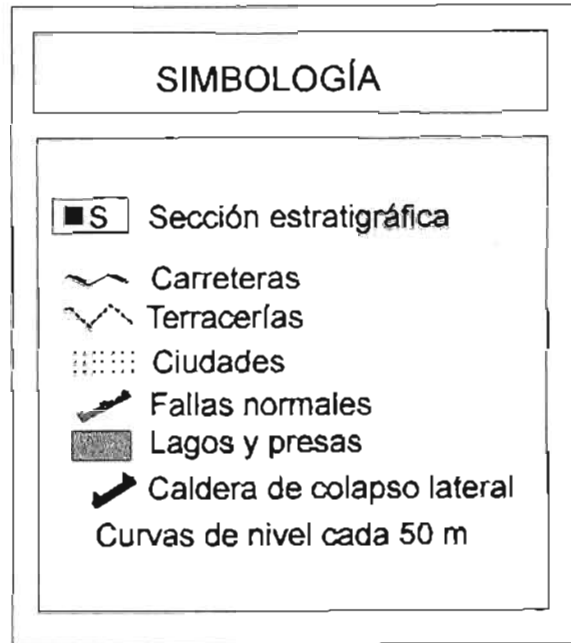 SIMBOLOGÍA
S Sección estratigráfica
Carreteras
Terracerías
Ciudades
Fallas normales
Lagos y presas
Caldera de colapso lateral
Curvas de nivel cada 50 m